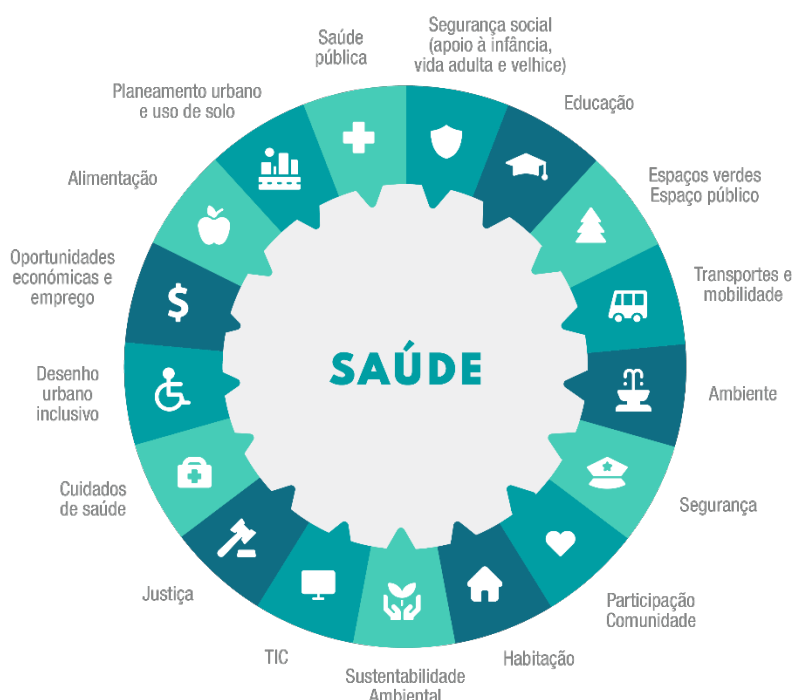 Saúde
pública
Segurança social
(apoio à infância,
vida adulta e velhice)
Educação
Espaços verdes
Espaço público
Transportes e
mobilidade
Ambiente
Segurança
Participação
Comunidade
Habitação
Sustentabilidade
Ambiental
TIC
Justiça
Cuidados
de saúde
Desenho
urbano
inclusivo
Oportunidades
económicas e
emprego
Alimentação
Planeamento urbano
e uso de solo
$
SAÚDE